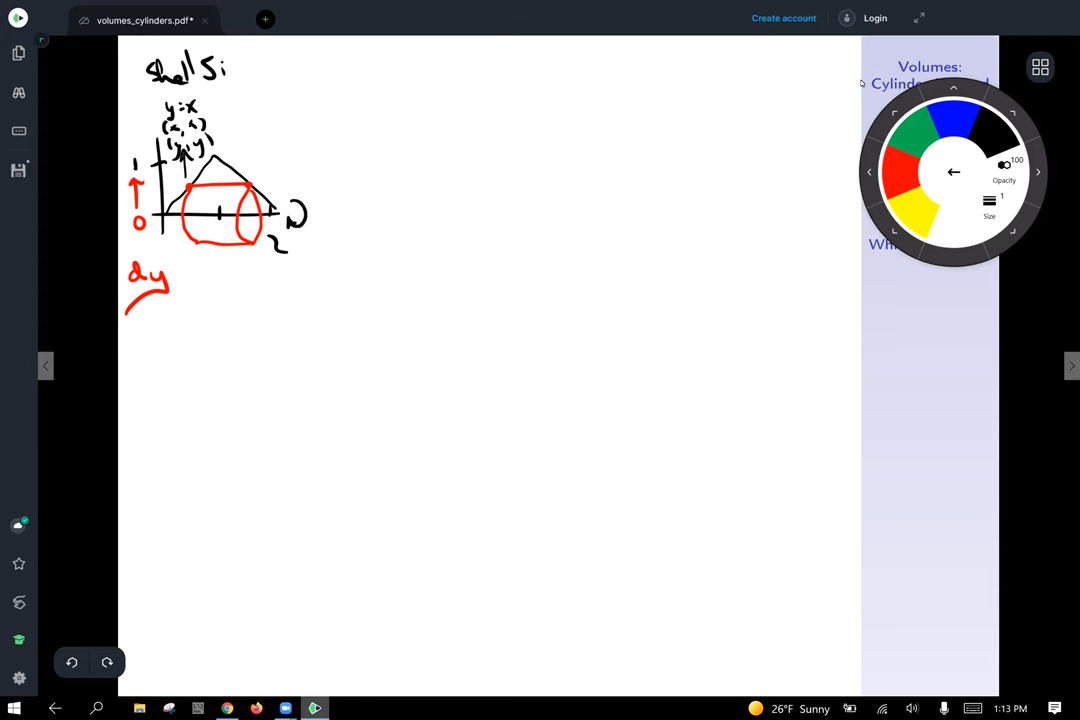 volumes_cylinders.pdf* ×
Create account
Login
Shell Si
Volumes:
y=x
(x, x)
(y, y)
100
Opacity
1
Size
1
0
2
dy
Wh
26°F Sunny
1:13 PM